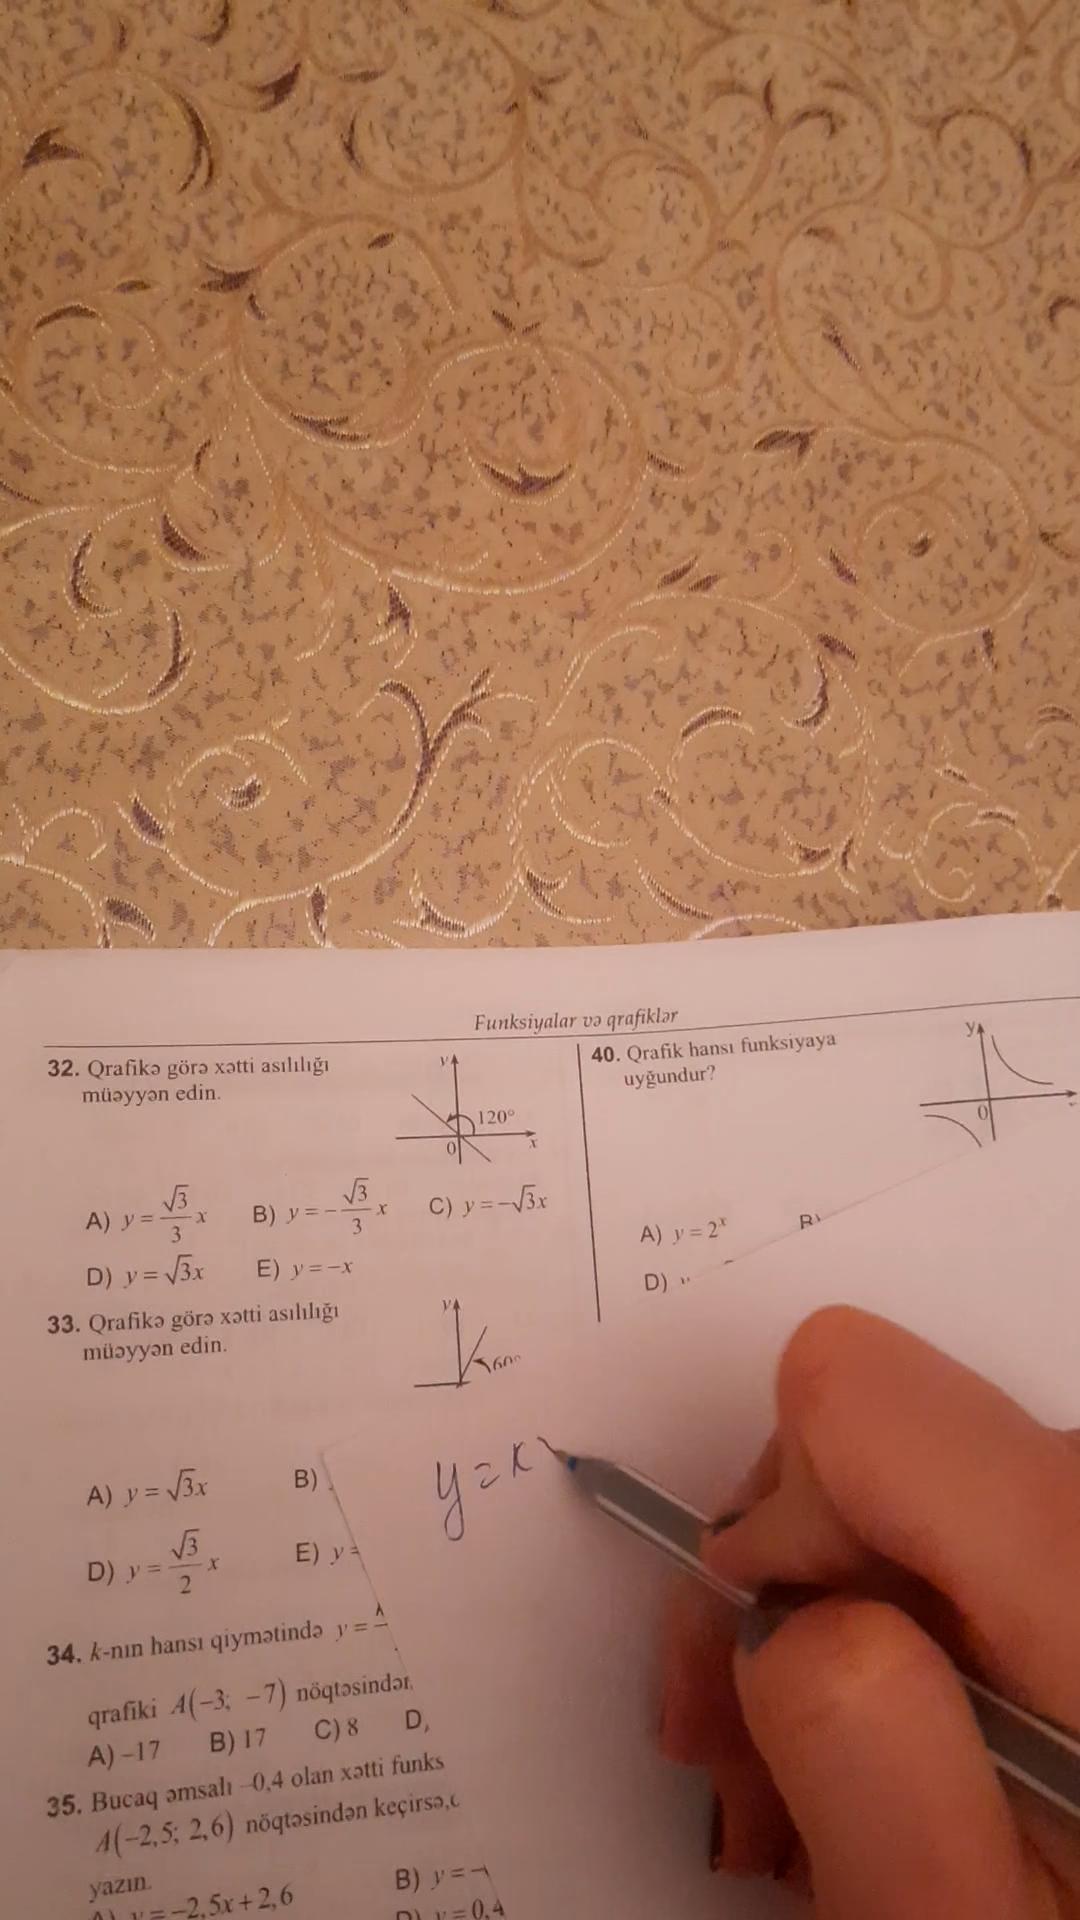 Funksiyalar və qrafiklər
32. Qrafikə görə xətti asılılığı
müəyyən edin.
y
120°
0
x
A) y = √3/3 x B) y = -√3/3 x C) y = -√3x
D) y = √3x E) y = -x
33. Qrafikə görə xətti asılılığı
müəyyən edin.
y
60°
A) y = √3x B)
D) y = √3/2 x E) y =
34. k-nın hansı qiymətində y =
qrafiki A(-3; -7) nöqtəsindən
A) -17 B) 17 C) 8 D
35. Bucaq əmsalı -0,4 olan xətti funks
A(-2,5; 2,6) nöqtəsindən keçirsə,
yazın.
A) y = -2,5x + 2,6 B) y = -
D) y = 0,4
40. Qrafik hansı funksiyaya
uyğundur?
y
0
A) y = 2^x B)
D)
y = x